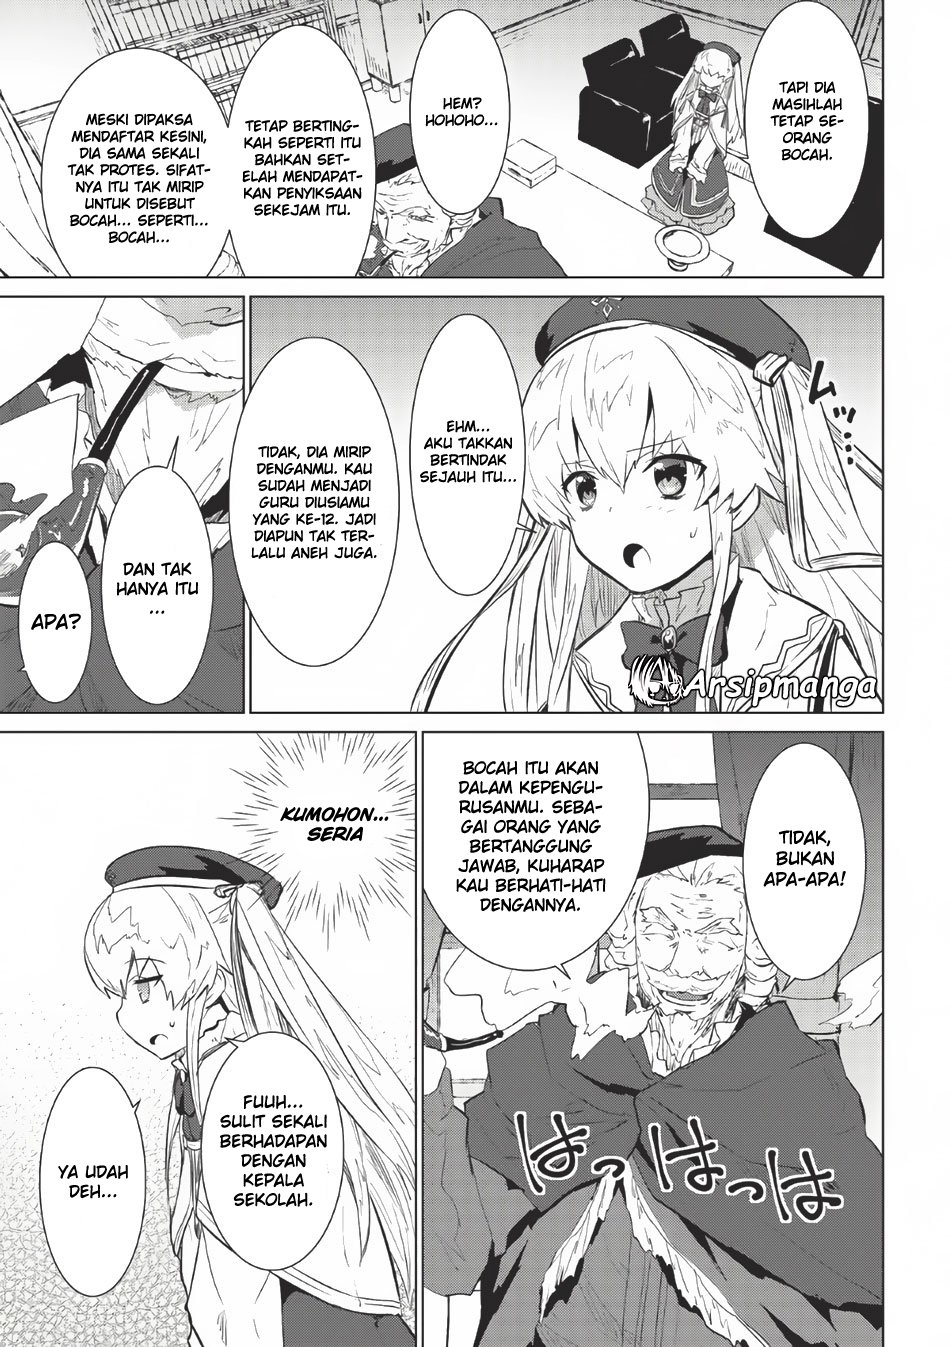 TAPI DIA
MASIHLAH
TETAP SE-
ORANG
BOCAH.
HEM?
HOHOHO...
TETAP BERTING-
KAH SEPERTI ITU
BAHKAN SET-
ELAH MENDAPAT-
KAN PENYIKSAAN
SEKEJAM ITU.
MESKI DIPAKSA
MENDAFTAR KESINI,
DIA SAMA SEKALI
TAK PROTES. SIFAT-
NYA ITU TAK MIRIP
UNTUK DISEBUT
BOCAH... SEPERTI...
BOCAH...
ムッ...
EHM...
AKU TAKKAN
BERTINDAK
SEJAUH ITU...
TIDAK, DIA MIRIP
DENGANMU. KAU
SUDAH MENJADI
GURU DIUSIAMU
YANG KE-12. JADI
DIAPUN TAK TER-
LALU ANEH JUGA.
Arsipmanga
DAN TAK
HANYA ITU
...
APA?
TIDAK,
BUKAN
APA-APA!
BOCAH ITU AKAN
DALAM KEPENGU-
RUSANMU. SEBA-
GAI ORANG YANG
BERTANGGUNG
JAWAB, KUHARAP
KAU BERHATI-HATI
DENGANNYA.
はっはっは
KUMOHON...
SERIA
FUUH...
SULIT SEKALI
BERHADAPAN
DENGAN
KEPALA
SEKOLAH.
YA UDAH
DEH...